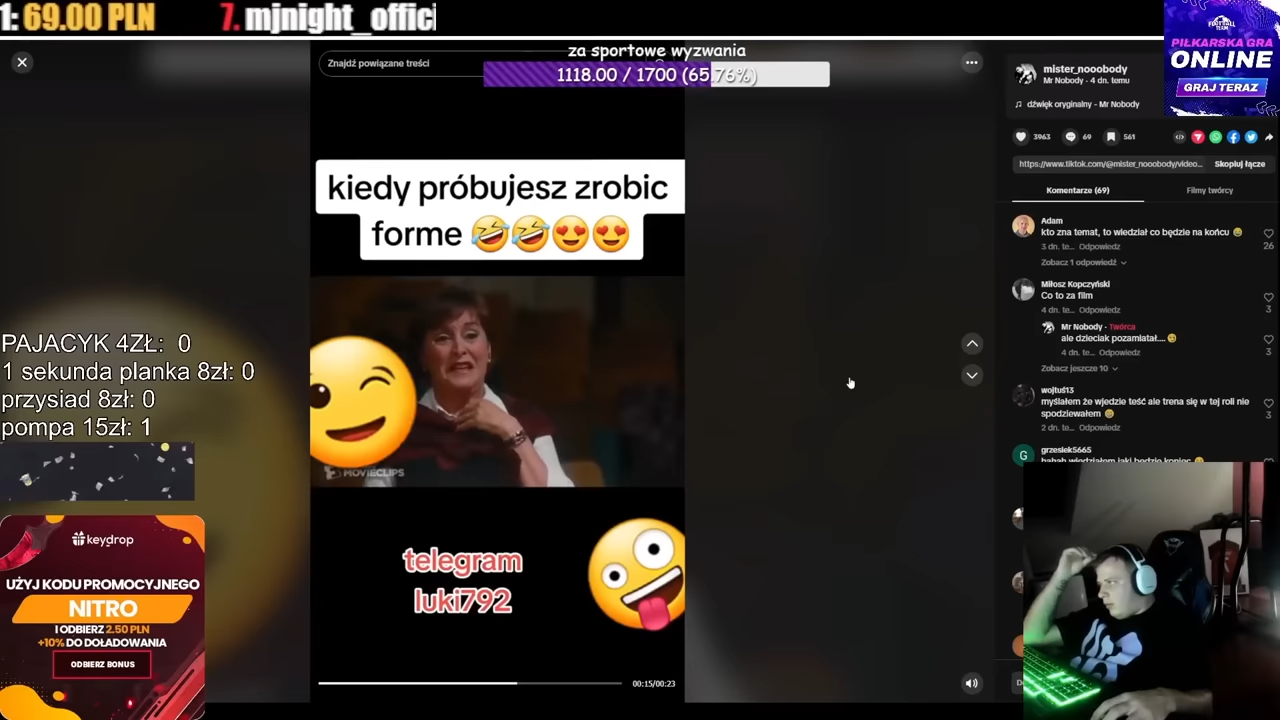 1: 69.00 PLN
7. mjnight_offici
za sportowe wyzwania
1118.00 / 1700 (65.76%)
Znajdź powiązane treści
FOOTBALL TEAM
PIŁKARSKA GRA
ONLINE
GRAJ TERAZ
mister_nooobody
Mr Nobody · 4 dn. temu
dźwięk oryginalny - Mr Nobody
3963
69
561
https://www.tiktok.com/@mister_nooobody/video...
Skopiuj łącze
Komentarze (69)
Filmy twórcy
kiedy próbujesz zrobic
forme 🤣🤣😍😍
Adam
kto zna temat, to wiedział co będzie na końcu 😅
26
3 dn. te... Odpowiedz
Zobacz 1 odpowiedź
Miłosz Kopczyński
Co to za film
3
4 dn. te... Odpowiedz
Mr Nobody · Twórca
ale dzieciak pozamiatał....
3
4 dn. te... Odpowiedz
Zobacz jeszcze 10
wojtuś13
myślałem że wjedzie teść ale trena się w tej roli nie
spodziewałem
3
2 dn. te... Odpowiedz
G
grzesiek5665
PAJACYK 4ZŁ: 0
1 sekunda planka 8zł: 0
przysiad 8zł: 0
pompa 15zł: 1
MOVIECLIPS
keydrop
UŻYJ KODU PROMOCYJNEGO
NITRO
I ODBIERZ 2.50 PLN
+10% DO DOŁADOWANIA
ODBIERZ BONUS
telegram
luki792
00:15/00:23